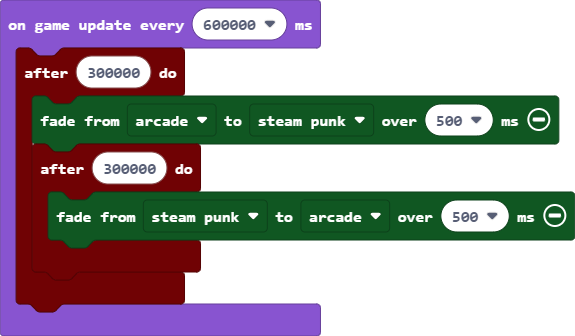 on game update every 600000 ms
after 300000 do
fade from arcade to steam punk over 500 ms
after 300000 do
fade from steam punk to arcade over 500 ms